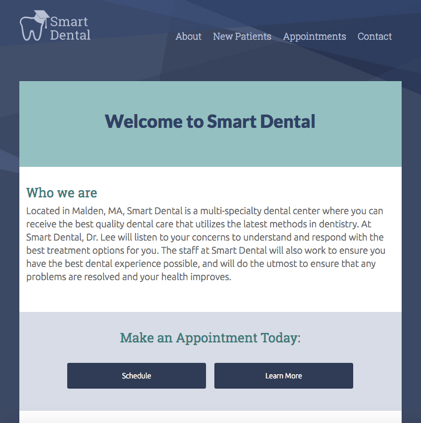 Smart
Dental
About New Patients Appointments Contact
Welcome to Smart Dental
Who we are
Located in Malden, MA, Smart Dental is a multi-specialty dental center where you can
receive the best quality dental care that utilizes the latest methods in dentistry. At
Smart Dental, Dr. Lee will listen to your concerns to understand and respond with the
best treatment options for you. The staff at Smart Dental will also work to ensure you
have the best dental experience possible, and will do the utmost to ensure that any
problems are resolved and your health improves.
Make an Appointment Today:
Schedule Learn More